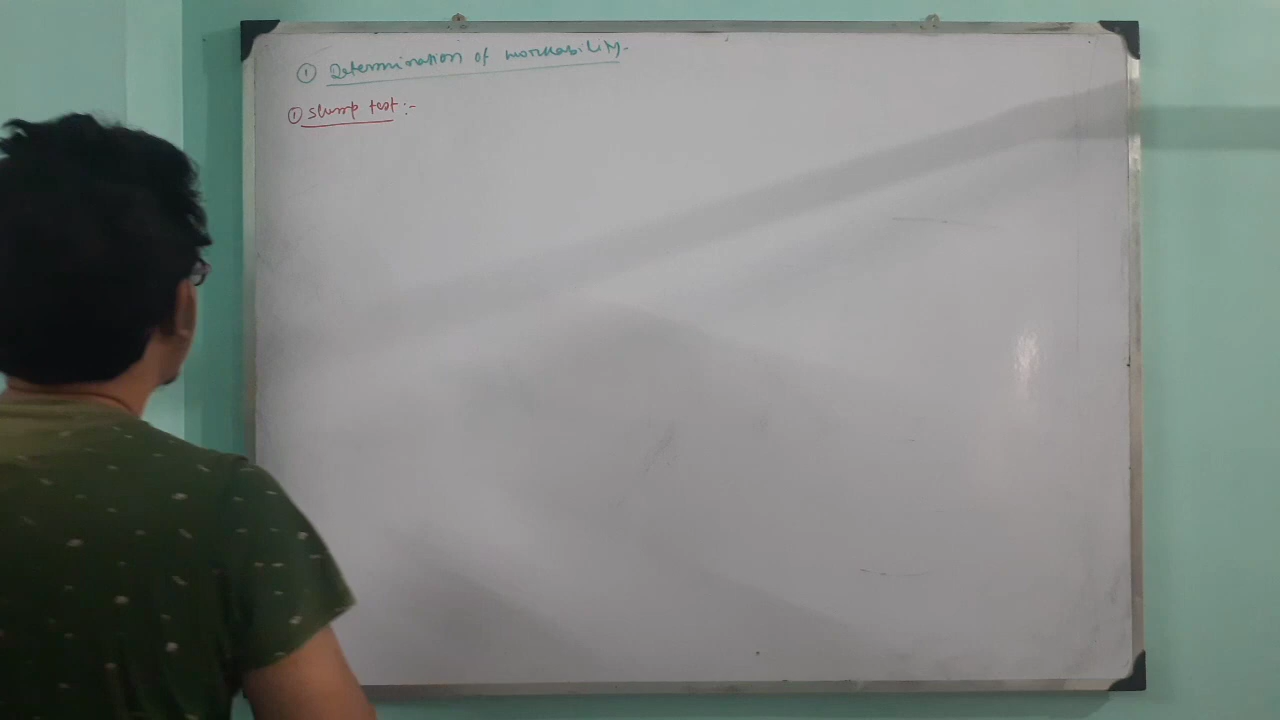 ① Determination of workability.
① Slump test :-